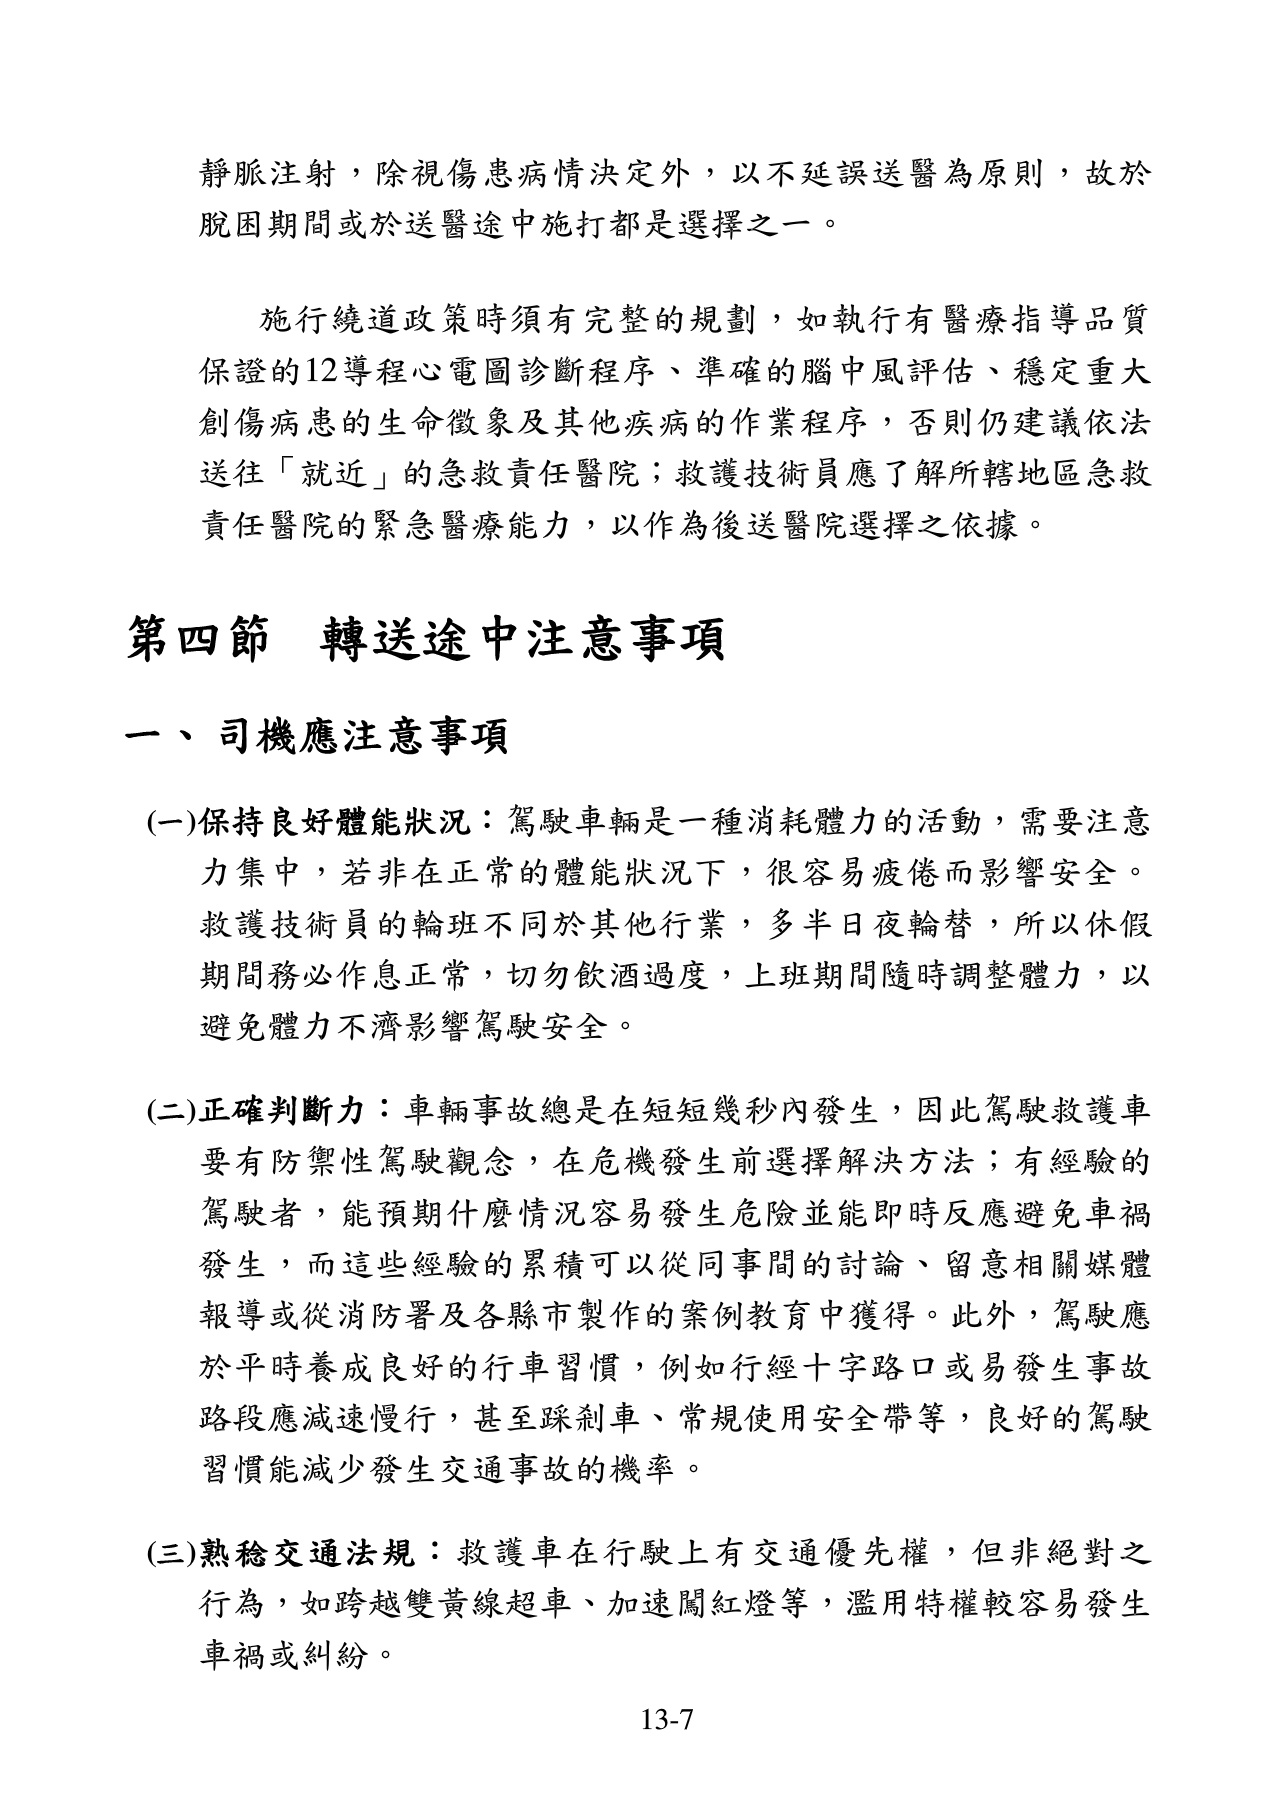 靜脈注射，除視傷患病情決定外，以不延誤送醫為原則，故於
脫困期間或於送醫途中施打都是選擇之一。
施行繞道政策時須有完整的規劃，如執行有醫療指導品質
保證的12導程心電圖診斷程序、準確的腦中風評估、穩定重大
創傷病患的生命徵象及其他疾病的作業程序，否則仍建議依法
送往「就近」的急救責任醫院；救護技術員應了解所轄地區急救
責任醫院的緊急醫療能力，以作為後送醫院選擇之依據。
第四節　轉送途中注意事項
一、 司機應注意事項
(一)保持良好體能狀況：駕駛車輛是一種消耗體力的活動，需要注意
力集中，若非在正常的體能狀況下，很容易疲倦而影響安全。
救護技術員的輪班不同於其他行業，多半日夜輪替，所以休假
期間務必作息正常，切勿飲酒過度，上班期間隨時調整體力，以
避免體力不濟影響駕駛安全。
(二)正確判斷力：車輛事故總是在短短幾秒內發生，因此駕駛救護車
要有防禦性駕駛觀念，在危機發生前選擇解決方法；有經驗的
駕駛者，能預期什麼情況容易發生危險並能即時反應避免車禍
發生，而這些經驗的累積可以從同事間的討論、留意相關媒體
報導或從消防署及各縣市製作的案例教育中獲得。此外，駕駛應
於平時養成良好的行車習慣，例如行經十字路口或易發生事故
路段應減速慢行，甚至踩剎車、常規使用安全帶等，良好的駕駛
習慣能減少發生交通事故的機率。
(三)熟稔交通法規：救護車在行駛上有交通優先權，但非絕對之
行為，如跨越雙黃線超車、加速闖紅燈等，濫用特權較容易發生
車禍或糾紛。
13-7